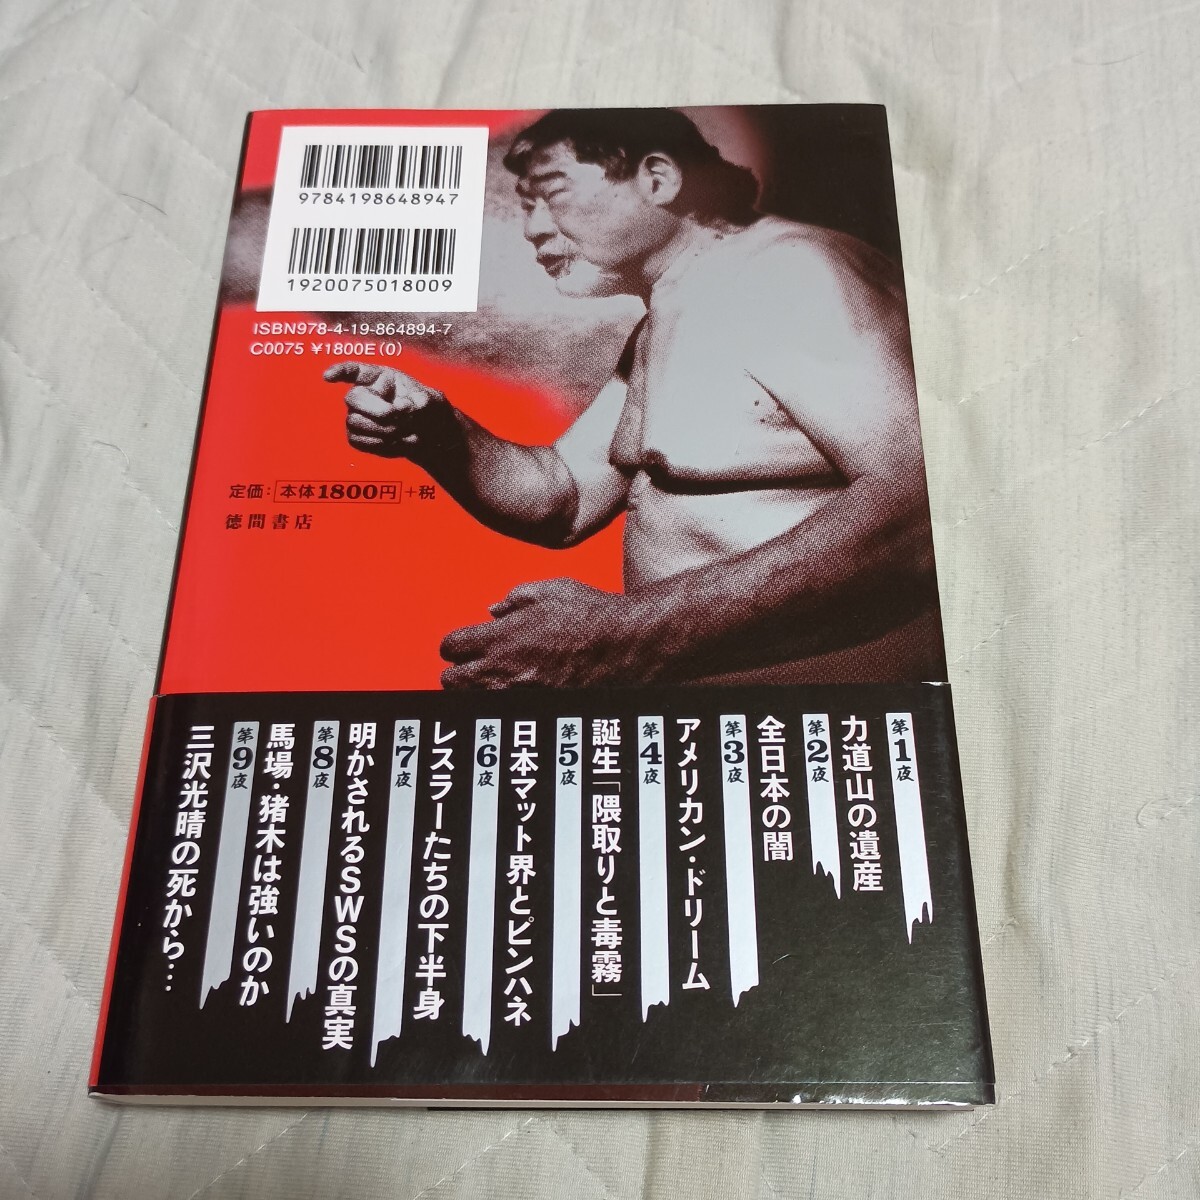 9784198648947
1920075018009
ISBN978-4-19-864894-7
C0075 ¥1800E(0)
定価: 本体1800円 +税
徳間書店
第1夜
力道山の遺産
第2夜
全日本の闇
第3夜
アメリカン・ドリーム
第4夜
誕生「隈取りと毒霧」
第5夜
日本マット界とピンハネ
第6夜
レスラーたちの下半身
第7夜
明かされるSWSの真実
第8夜
馬場・猪木は強いのか
第9夜
三沢光晴の死から…